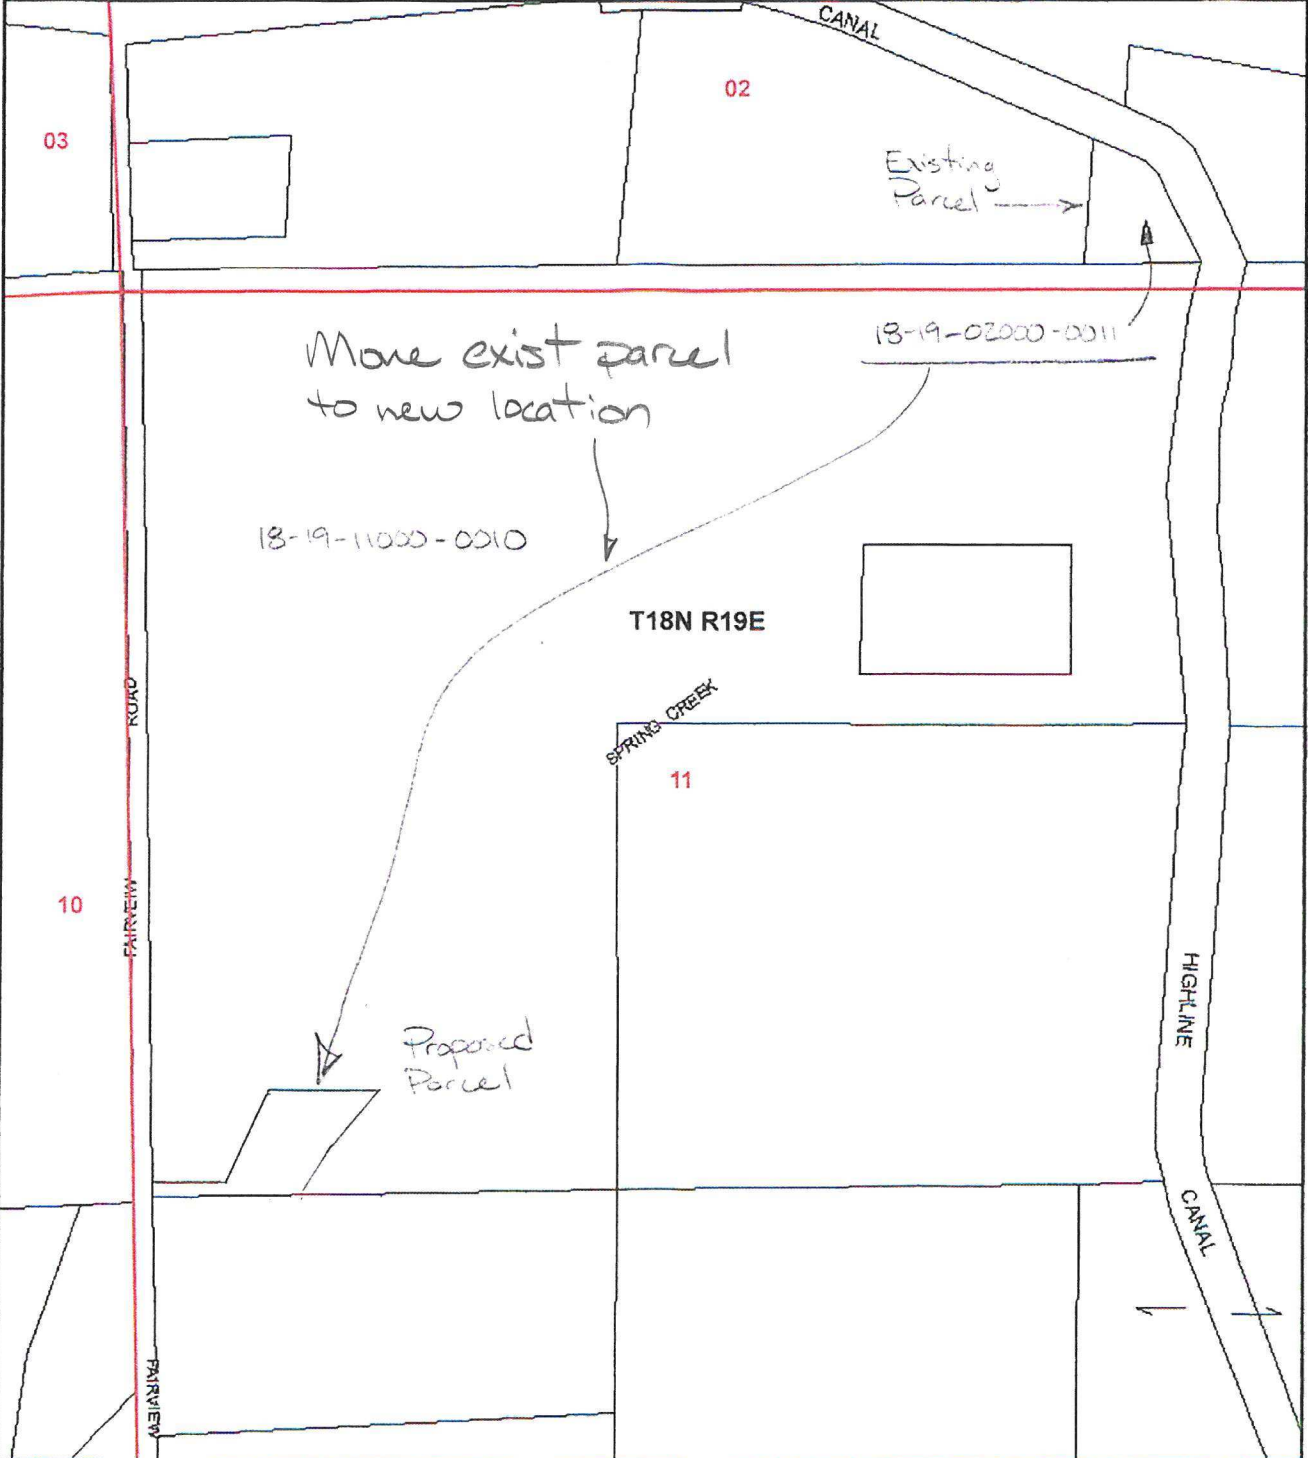 CANAL
02
03
Existing
Parcel
18-19-02000-0011
Move exist parcel
to new location
18-19-11000-0010
T18N R19E
ROAD
SPRING CREEK
11
10
FAIRVIEW
HIGHLINE
Proposed
Parcel
CANAL
FAIRVIEW